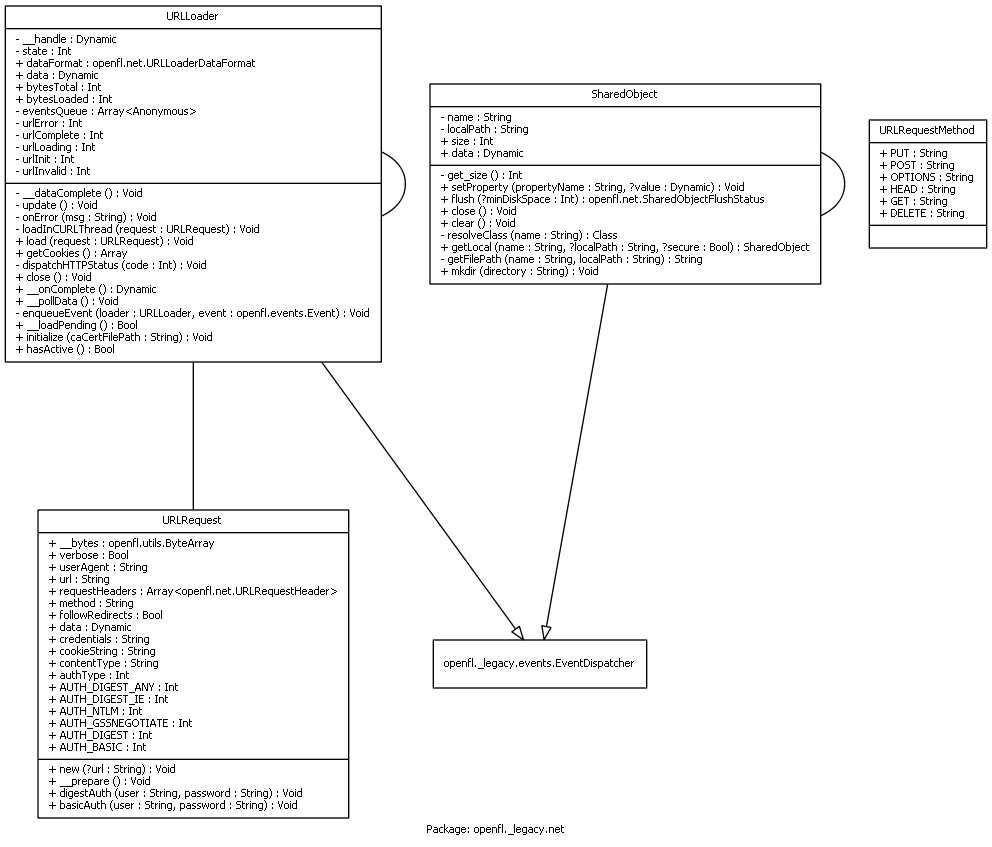 URLLoader
- __handle : Dynamic
- state : Int
+ dataFormat : openfl.net.URLLoaderDataFormat
+ data : Dynamic
+ bytesTotal : Int
+ bytesLoaded : Int
- eventsQueue : Array<Anonymous>
- urlError : Int
- urlComplete : Int
- urlLoading : Int
- urlInit : Int
- urlInvalid : Int
- __dataComplete () : Void
- update () : Void
- onError (msg : String) : Void
- loadInCURLThread (request : URLRequest) : Void
+ load (request : URLRequest) : Void
+ getCookies () : Array
- dispatchHTTPStatus (code : Int) : Void
+ close () : Void
+ __onComplete () : Dynamic
+ __pollData () : Void
- enqueueEvent (loader : URLLoader, event : openfl.events.Event) : Void
+ __loadPending () : Bool
+ initialize (caCertFilePath : String) : Void
+ hasActive () : Bool
SharedObject
- name : String
- localPath : String
+ size : Int
+ data : Dynamic
- get_size () : Int
+ setProperty (propertyName : String, ?value : Dynamic) : Void
+ flush (?minDiskSpace : Int) : openfl.net.SharedObjectFlushStatus
+ close () : Void
+ clear () : Void
- resolveClass (name : String) : Class
+ getLocal (name : String, ?localPath : String, ?secure : Bool) : SharedObject
- getFilePath (name : String, localPath : String) : String
+ mkdir (directory : String) : Void
URLRequestMethod
+ PUT : String
+ POST : String
+ OPTIONS : String
+ HEAD : String
+ GET : String
+ DELETE : String
URLRequest
+ __bytes : openfl.utils.ByteArray
+ verbose : Bool
+ userAgent : String
+ url : String
+ requestHeaders : Array<openfl.net.URLRequestHeader>
+ method : String
+ followRedirects : Bool
+ data : Dynamic
+ credentials : String
+ cookieString : String
+ contentType : String
+ authType : Int
+ AUTH_DIGEST_ANY : Int
+ AUTH_DIGEST_IE : Int
+ AUTH_NTLM : Int
+ AUTH_GSSNEGOTIATE : Int
+ AUTH_DIGEST : Int
+ AUTH_BASIC : Int
+ new (?url : String) : Void
+ __prepare () : Void
+ digestAuth (user : String, password : String) : Void
+ basicAuth (user : String, password : String) : Void
openfl._legacy.events.EventDispatcher
Package: openfl._legacy.net